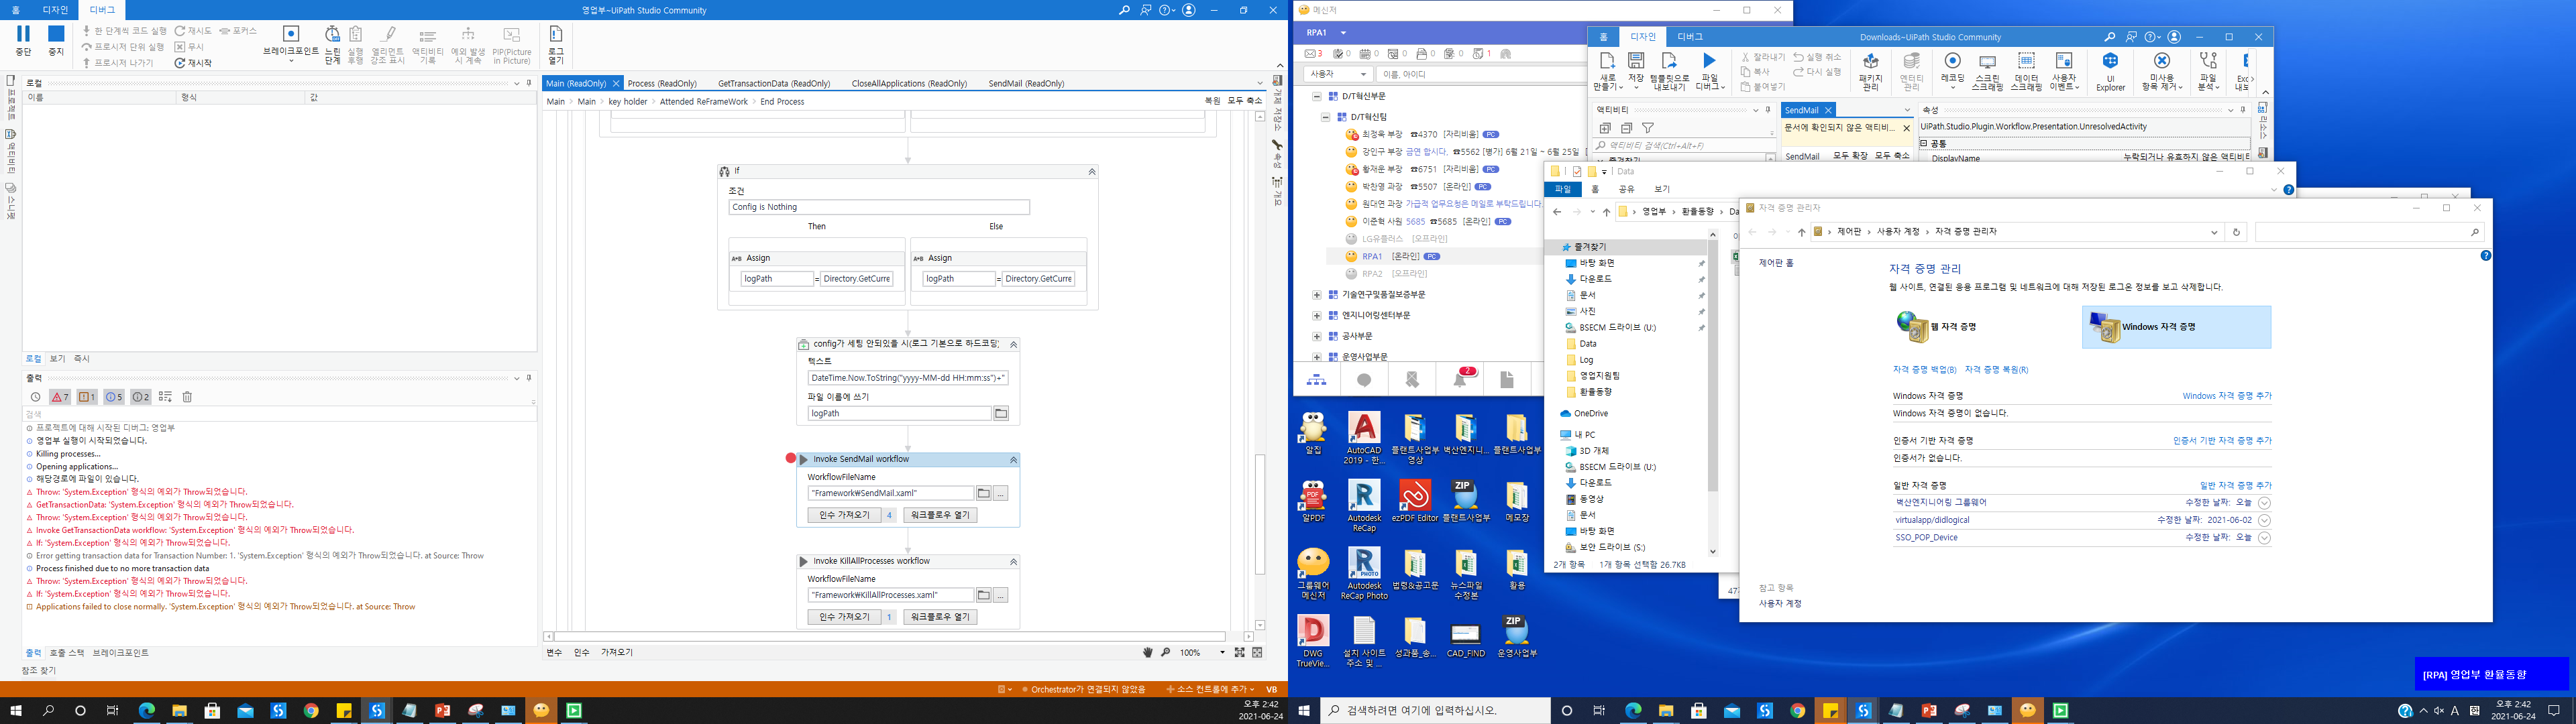 홈 디자인 디버그
영업부~UiPath Studio Community
중단 중지
한 단계씩 코드 실행 재시도 포커스
프로시저 단위 실행 무시
프로시저 나가기 재시작
브레이크포인트
느린 단계
실행 후행
엘리먼트 강조 표시
액티비티 기록
예외 발생 시 계속
PIP(Picture in Picture)
로그 열기
로컬
이름 형식 값
로컬 보기 즉시
출력
7 1 5 2
검색
프로젝트에 대해 시작된 디버그: 영업부
영업부 실행이 시작되었습니다.
Killing processes...
Opening applications...
해당경로에 파일이 있습니다.
Throw: 'System.Exception' 형식의 예외가 Throw되었습니다.
GetTransactionData: 'System.Exception' 형식의 예외가 Throw되었습니다.
Throw: 'System.Exception' 형식의 예외가 Throw되었습니다.
Invoke GetTransactionData workflow: 'System.Exception' 형식의 예외가 Throw되었습니다.
If: 'System.Exception' 형식의 예외가 Throw되었습니다.
Error getting transaction data for Transaction Number: 1. 'System.Exception' 형식의 예외가 Throw되었습니다. at Source: Throw
Process finished due to no more transaction data
Throw: 'System.Exception' 형식의 예외가 Throw되었습니다.
If: 'System.Exception' 형식의 예외가 Throw되었습니다.
Applications failed to close normally. 'System.Exception' 형식의 예외가 Throw되었습니다. at Source: Throw
출력 호출 스택 브레이크포인트
참조 찾기
프로젝트
액티비티
스니펫
Main (ReadOnly) Process (ReadOnly) GetTransactionData (ReadOnly) CloseAllApplications (ReadOnly) SendMail (ReadOnly)
Main > Main > key holder > Attended ReFrameWork > End Process
복원 모두 축소
If
조건
Config is Nothing
Then Else
Assign Assign
logPath = Directory.GetCurre
logPath = Directory.GetCurre
config가 세팅 안되있을 시(로그 기본으로 하드코딩)
텍스트
DateTime.Now.ToString("yyyy-MM-dd HH:mm:ss")+"
파일 이름에 쓰기
logPath
Invoke SendMail workflow
WorkflowFileName
"Framework₩SendMail.xaml"
인수 가져오기 4 워크플로우 열기
Invoke KillAllProcesses workflow
WorkflowFileName
"Framework₩KillAllProcesses.xaml"
인수 가져오기 1 워크플로우 열기
변수 인수 가져오기
100%
개체 저장소
속성
개요
Orchestrator가 연결되지 않았음
소스 컨트롤에 추가
VB
오후 2:42
2021-06-24
메신저
RPA1
3 0 0 0 0 0 1
사용자 이름, 아이디
D/T혁신부문
D/T혁신팀
최정욱 부장 ☎4370 [자리비움] PC
강인구 부장 금연 합시다, ☎5562 [병가] 6월 21일 ~ 6월 25일
황재운 부장 ☎6751 [자리비움] PC
박찬영 과장 ☎5507 [온라인] PC
원대연 과장 가급적 업무요청은 메일로 부탁드립니다.
이준혁 사원 5685 ☎5685 [온라인] PC
LG유플러스 [오프라인]
RPA1 [온라인] PC
RPA2 [오프라인]
기술연구및품질보증부문
엔지니어링센터부문
공사부문
운영사업부문
2
알집
AutoCAD 2019 - 한...
플랜트사업부 영상
벽산엔지니...
플랜트사업부
알PDF
Autodesk ReCap
ezPDF Editor
플랜트사업부
메모장
그룹웨어 메신저
Autodesk ReCap Photo
법령&공고문
뉴스파일 수정본
활용
DWG TrueVie...
설치 사이트 주소 및 ...
성과품_송...
CAD_FIND
운영사업부
홈 디자인 디버그
Downloads~UiPath Studio Community
새로 만들기
저장
템플릿으로 내보내기
파일 디버그
잘라내기
복사
붙여넣기
실행 취소
다시 실행
패키지 관리
엔티티 관리
레코딩
스크린 스크래핑
데이터 스크래핑
사용자 이벤트
UI Explorer
미사용 항목 제거
파일 분석
액티비티
액티비티 검색(Ctrl+Alt+F)
SendMail
문서에 확인되지 않은 액티비...
SendMail 모두 확장 모두 축소
속성
UiPath.Studio.Plugin.Workflow.Presentation.UnresolvedActivity
공통
DisplayName 누락되거나 유효하지 않은 액티비
리소스
Data
파일 홈 공유 보기
영업부 > 환율동향 > Da
즐겨찾기
바탕 화면
다운로드
문서
사진
BSECM 드라이브 (U:)
Data
Log
영업지원팀
환율동향
OneDrive
내 PC
3D 개체
BSECM 드라이브 (U:)
다운로드
동영상
문서
바탕 화면
보안 드라이브 (S:)
2개 항목 1개 항목 선택함 26.7KB
자격 증명 관리자
제어판 > 사용자 계정 > 자격 증명 관리자
제어판 홈
자격 증명 관리
웹 사이트, 연결된 응용 프로그램 및 네트워크에 대해 저장된 로그온 정보를 보고 삭제합니다.
웹 자격 증명
Windows 자격 증명
자격 증명 백업(B) 자격 증명 복원(R)
Windows 자격 증명 Windows 자격 증명 추가
Windows 자격 증명이 없습니다.
인증서 기반 자격 증명 인증서 기반 자격 증명 추가
인증서가 없습니다.
일반 자격 증명 일반 자격 증명 추가
벽산엔지니어링 그룹웨어 수정한 날짜: 오늘
virtualapp/didlogical 수정한 날짜: 2021-06-02
SSO_POP_Device 수정한 날짜: 오늘
참고 항목
사용자 계정
[RPA] 영업부 환율동향
검색하려면 여기에 입력하십시오.
A
오후 2:42
2021-06-24